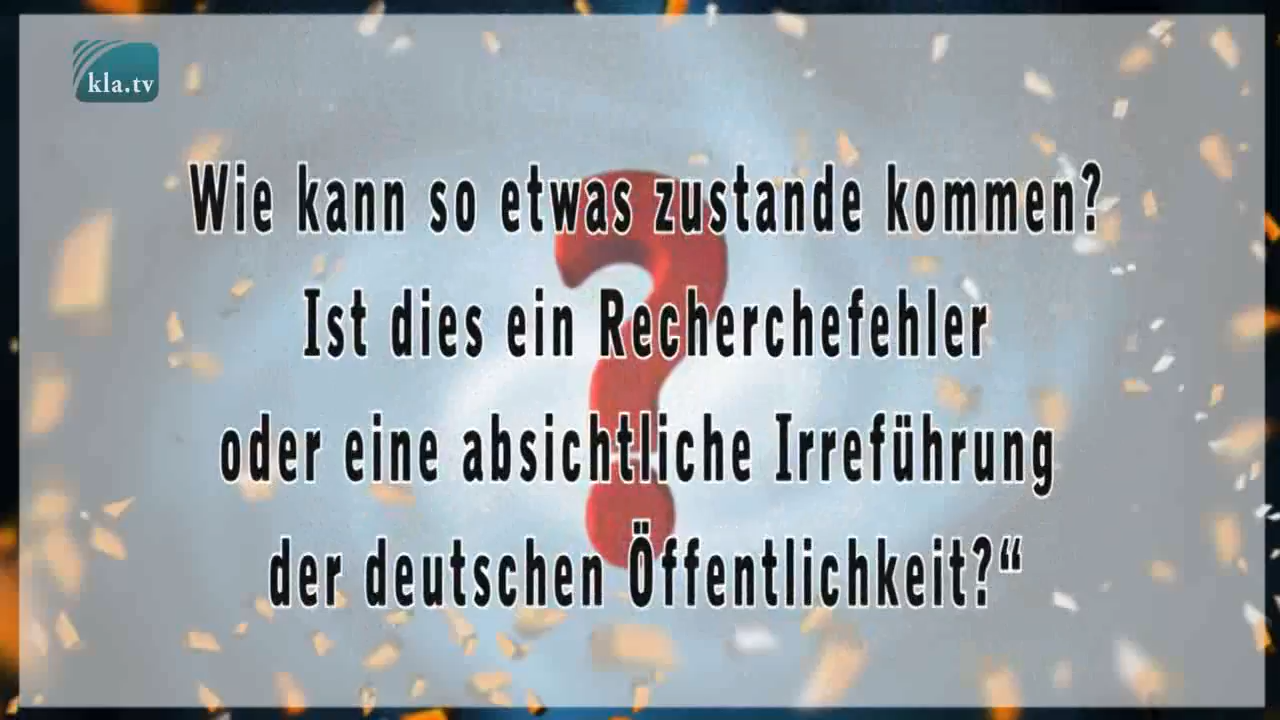 kla.tv
Wie kann so etwas zustande kommen?
Ist dies ein Recherchefehler
oder eine absichtliche Irreführung
der deutschen Öffentlichkeit?“